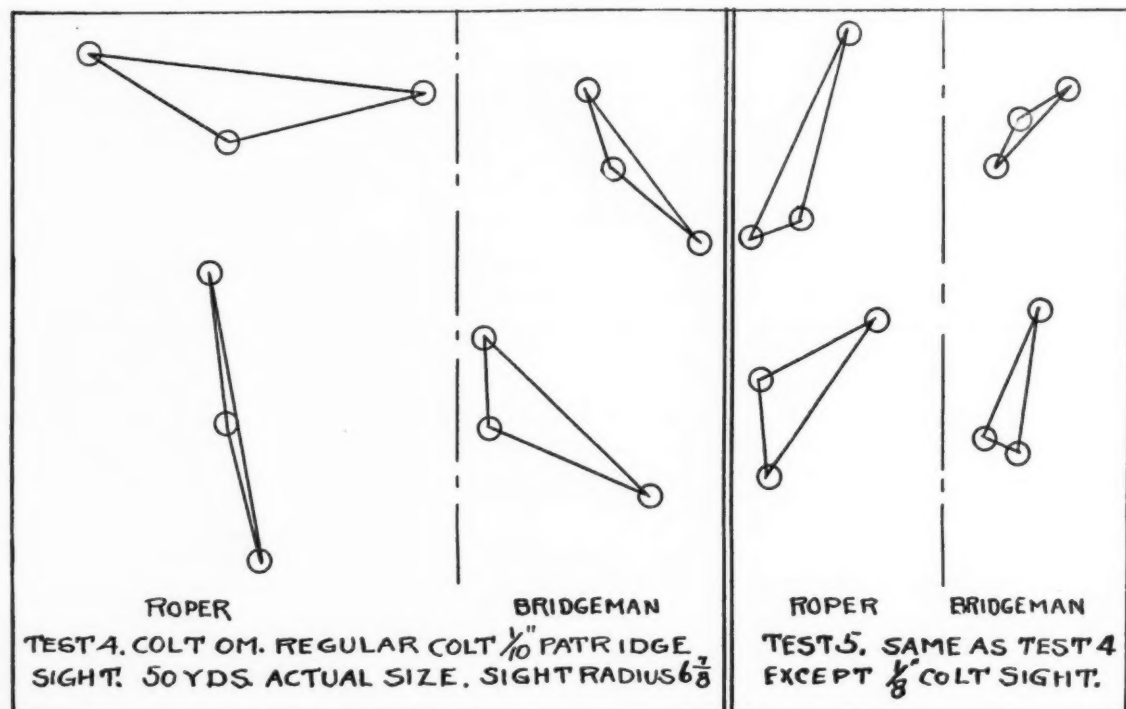 ROPER
BRIDGEMAN
TEST 4. COLT OM. REGULAR COLT 1/10" PATRIDGE
SIGHT. 50 YDS. ACTUAL SIZE. SIGHT RADIUS 6 7/8
ROPER
BRIDGEMAN
TEST 5. SAME AS TEST 4
EXCEPT 1/8" COLT SIGHT.